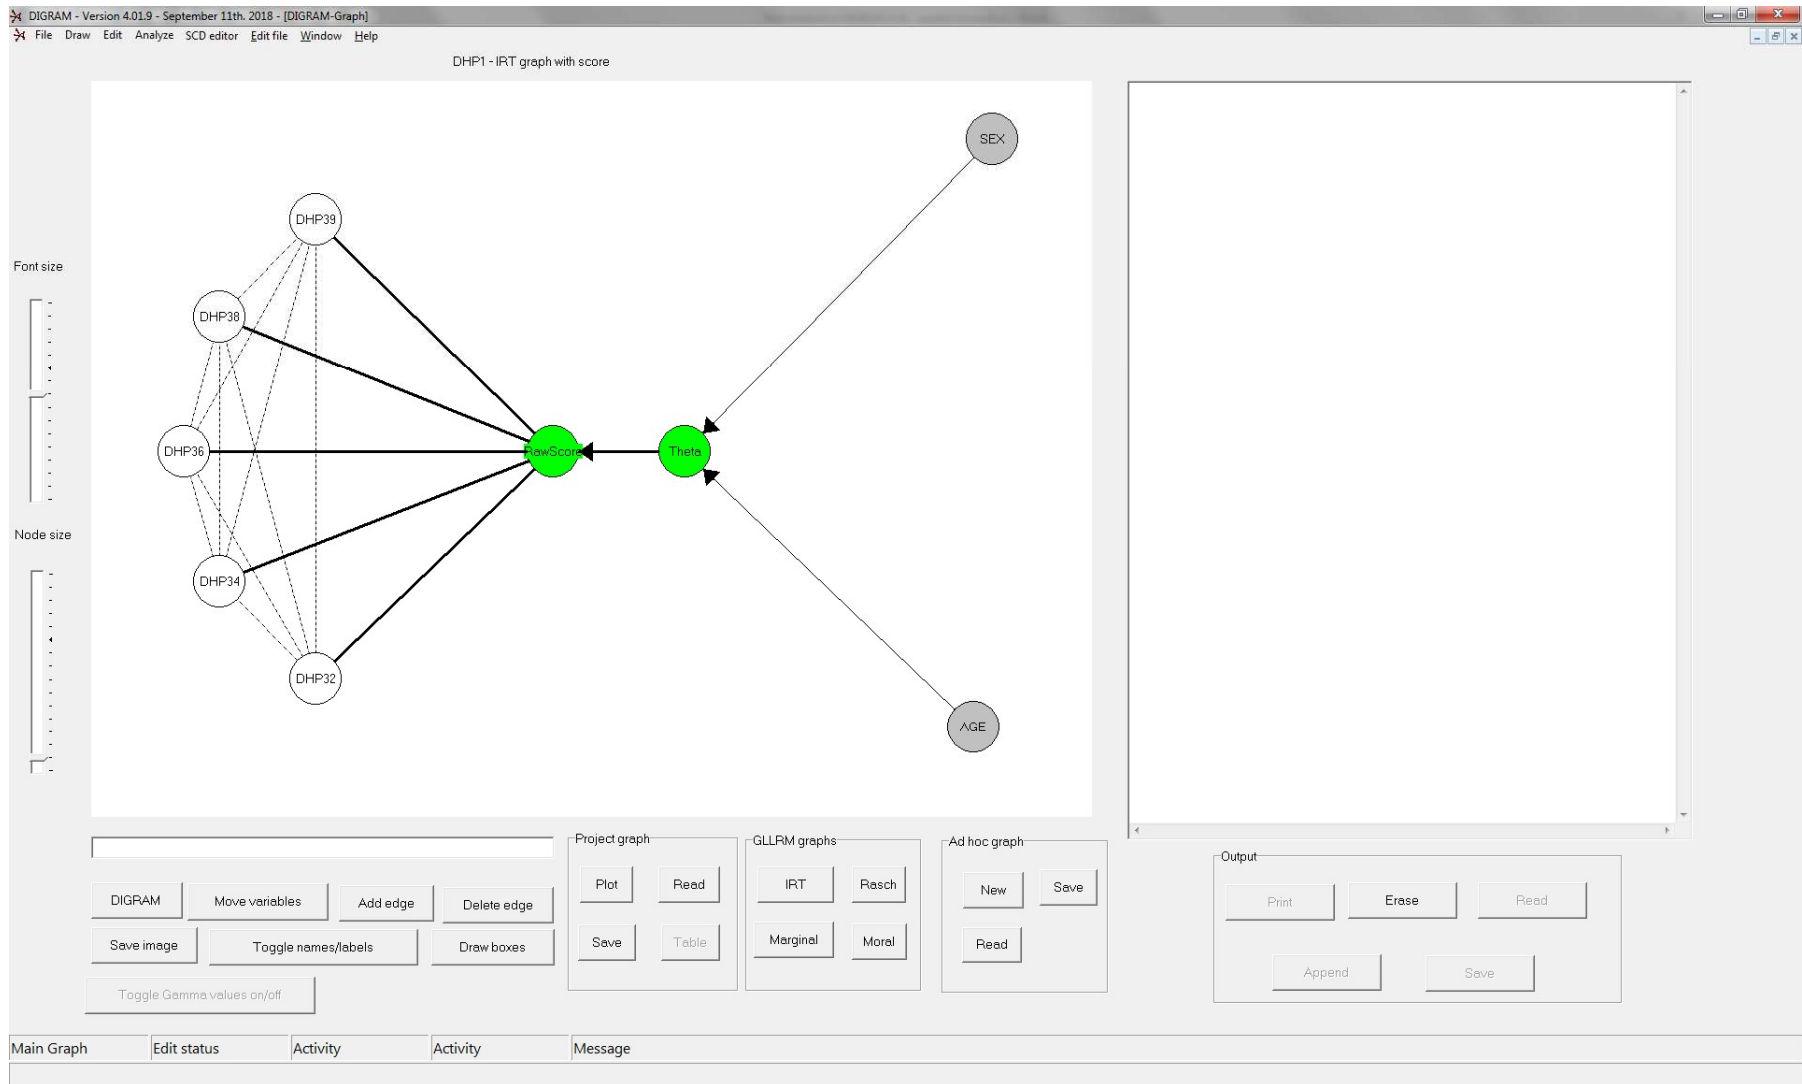 DIGRAM - Version 4.01.9 - September 11th. 2018 - [DIGRAM-Graph]
File Draw Edit Analyze SCD editor Edit file Window Help
DHP1 - IRT graph with score
SEX
DHP39
Font size
DHP38
DHP36
RawScore
Theta
Node size
DHP34
DHP32
AGE
Project graph
GLLRM graphs
Ad hoc graph
Output
DIGRAM
Move variables
Add edge
Delete edge
Plot
Read
IRT
Rasch
New
Save
Print
Erase
Read
Save image
Toggle names/labels
Draw boxes
Save
Table
Marginal
Moral
Read
Append
Save
Toggle Gamma values on/off
Main Graph
Edit status
Activity
Activity
Message